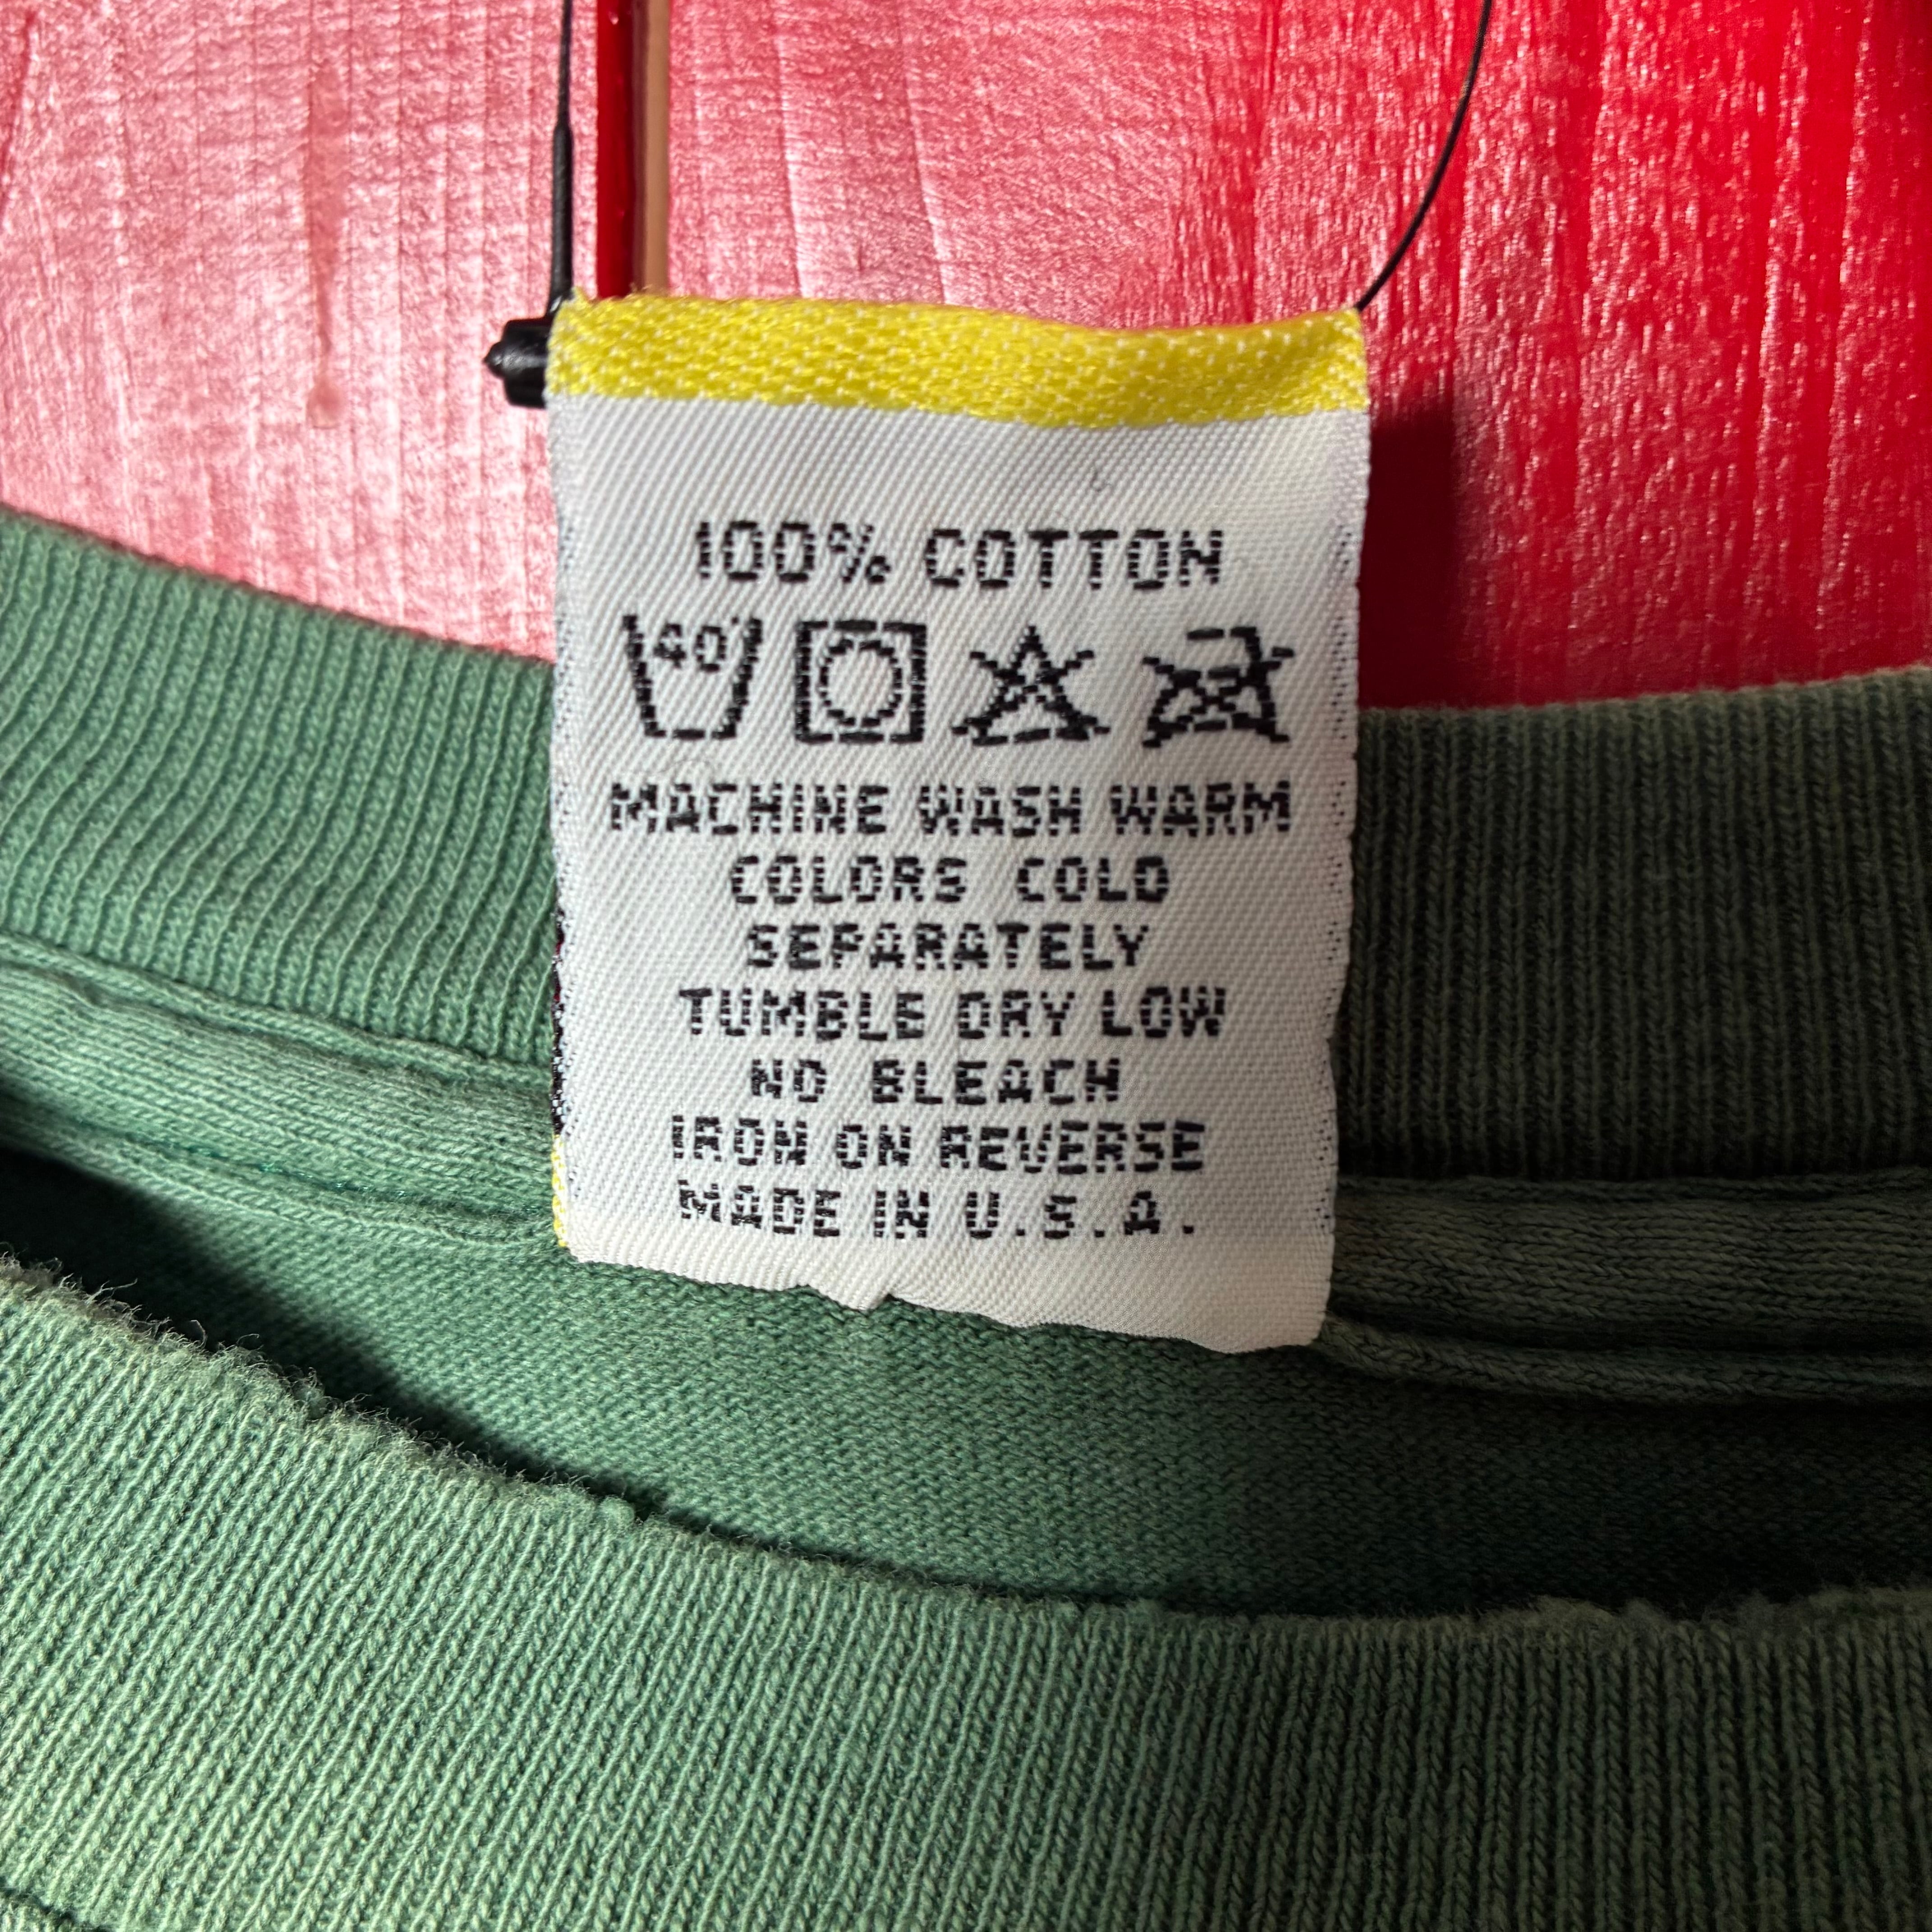 100% COTTON
40°
MACHINE WASH WARM
COLORS COLD
SEPARATELY
TUMBLE DRY LOW
NO BLEACH
IRON ON REVERSE
MADE IN U.S.A.